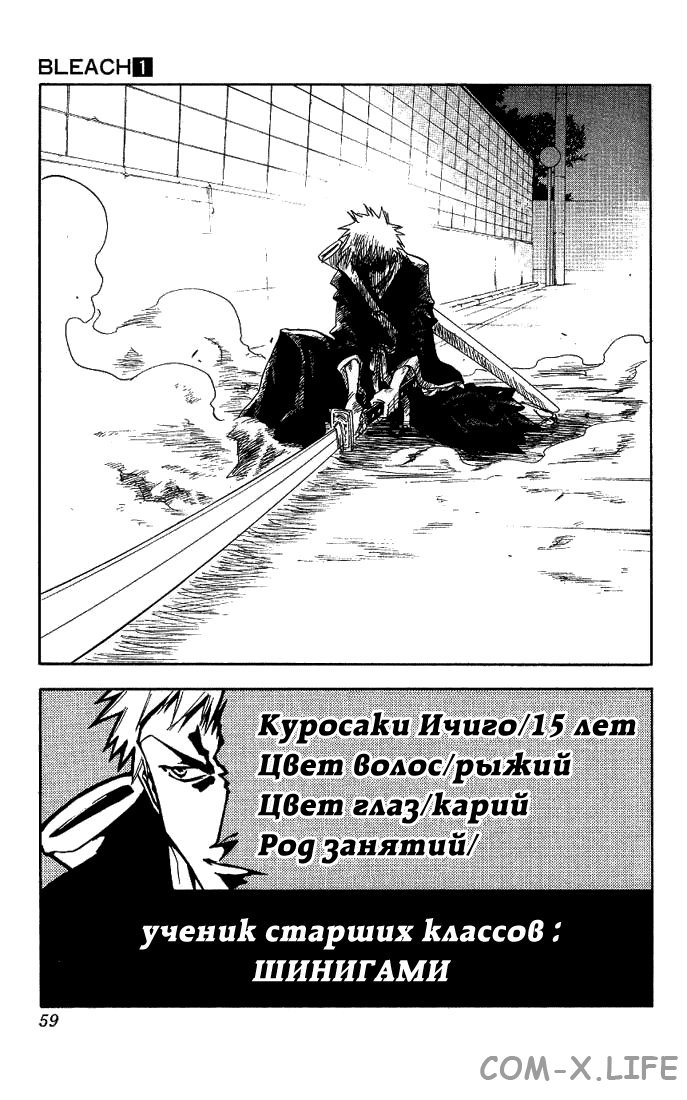 BLEACH 1
Куросаки Ичиго/15 лет
Цвет волос/рыжий
Цвет глаз/карий
Род занятий/
ученик старших классов :
ШИНИГАМИ
59
COM-X.LIFE